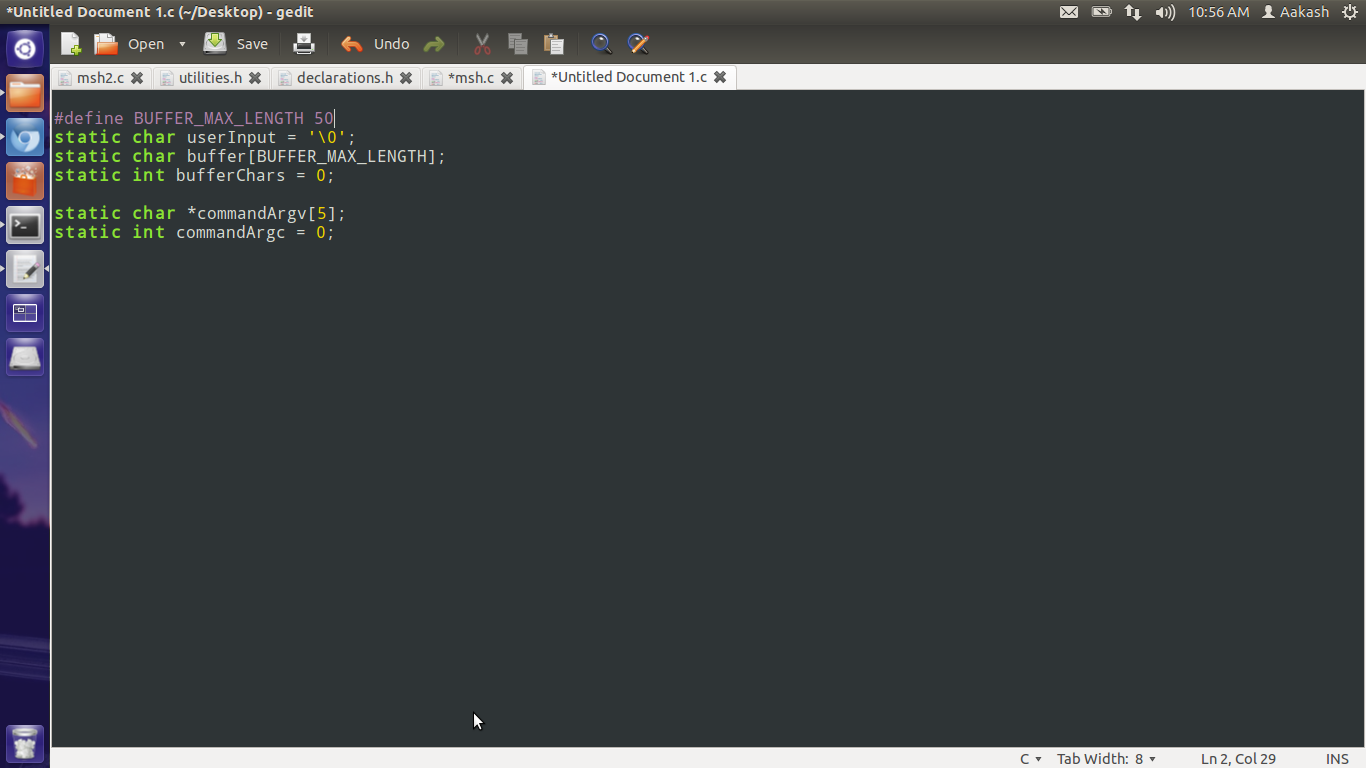 *Untitled Document 1.c (~/Desktop) - gedit 10:56 AM Aakash
Open Save Undo
msh2.c utilities.h declarations.h *msh.c *Untitled Document 1.c
#define BUFFER_MAX_LENGTH 50
static char userInput = '\0';
static char buffer[BUFFER_MAX_LENGTH];
static int bufferChars = 0;
static char *commandArgv[5];
static int commandArgc = 0;
C Tab Width: 8 Ln 2, Col 29 INS